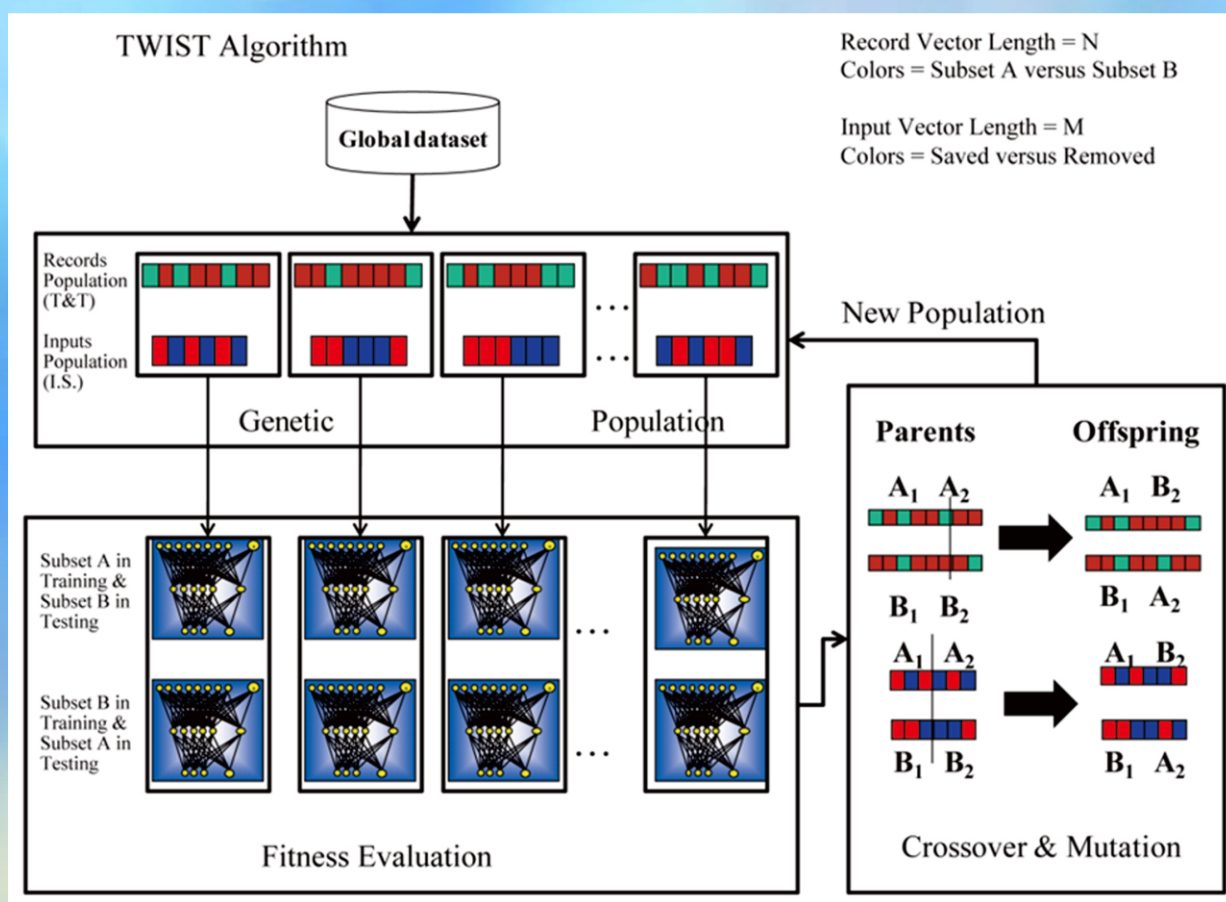 TWIST Algorithm
Record Vector Length = N
Colors = Subset A versus Subset B
Input Vector Length = M
Colors = Saved versus Removed
Global dataset
Records
Population
(T&T)
...
Inputs
Population
(I.S.)
...
Genetic Population
New Population
Subset A in
Training &
Subset B in
Testing
...
Subset B in
Training &
Subset A in
Testing
...
Fitness Evaluation
Parents Offspring
A₁ A₂ A₁ B₂
B₁ B₂ B₁ A₂
A₁ A₂ A₁ B₂
B₁ B₂ B₁ A₂
Crossover & Mutation